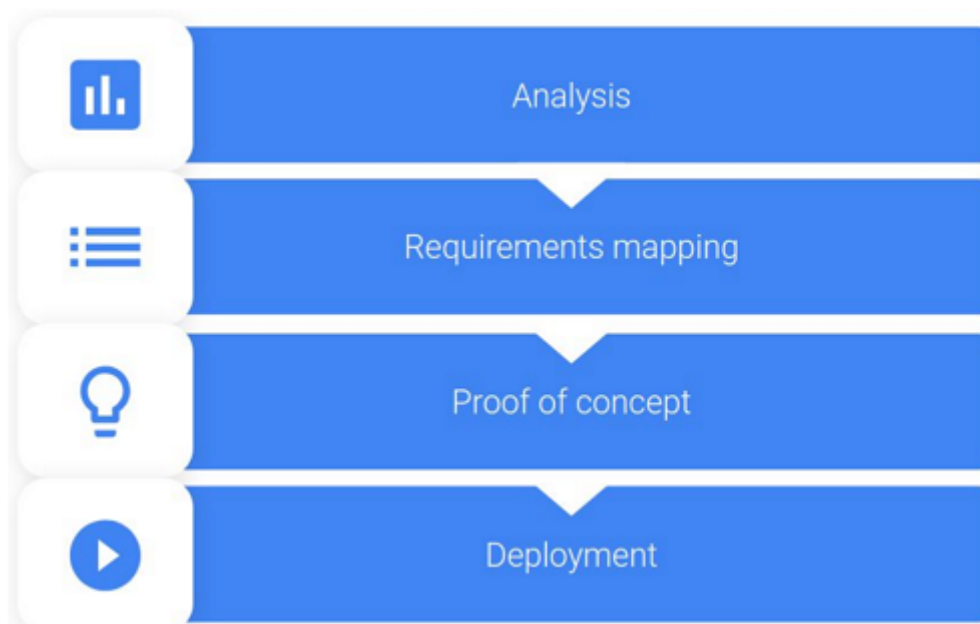 Analysis
Requirements mapping
Proof of concept
Deployment